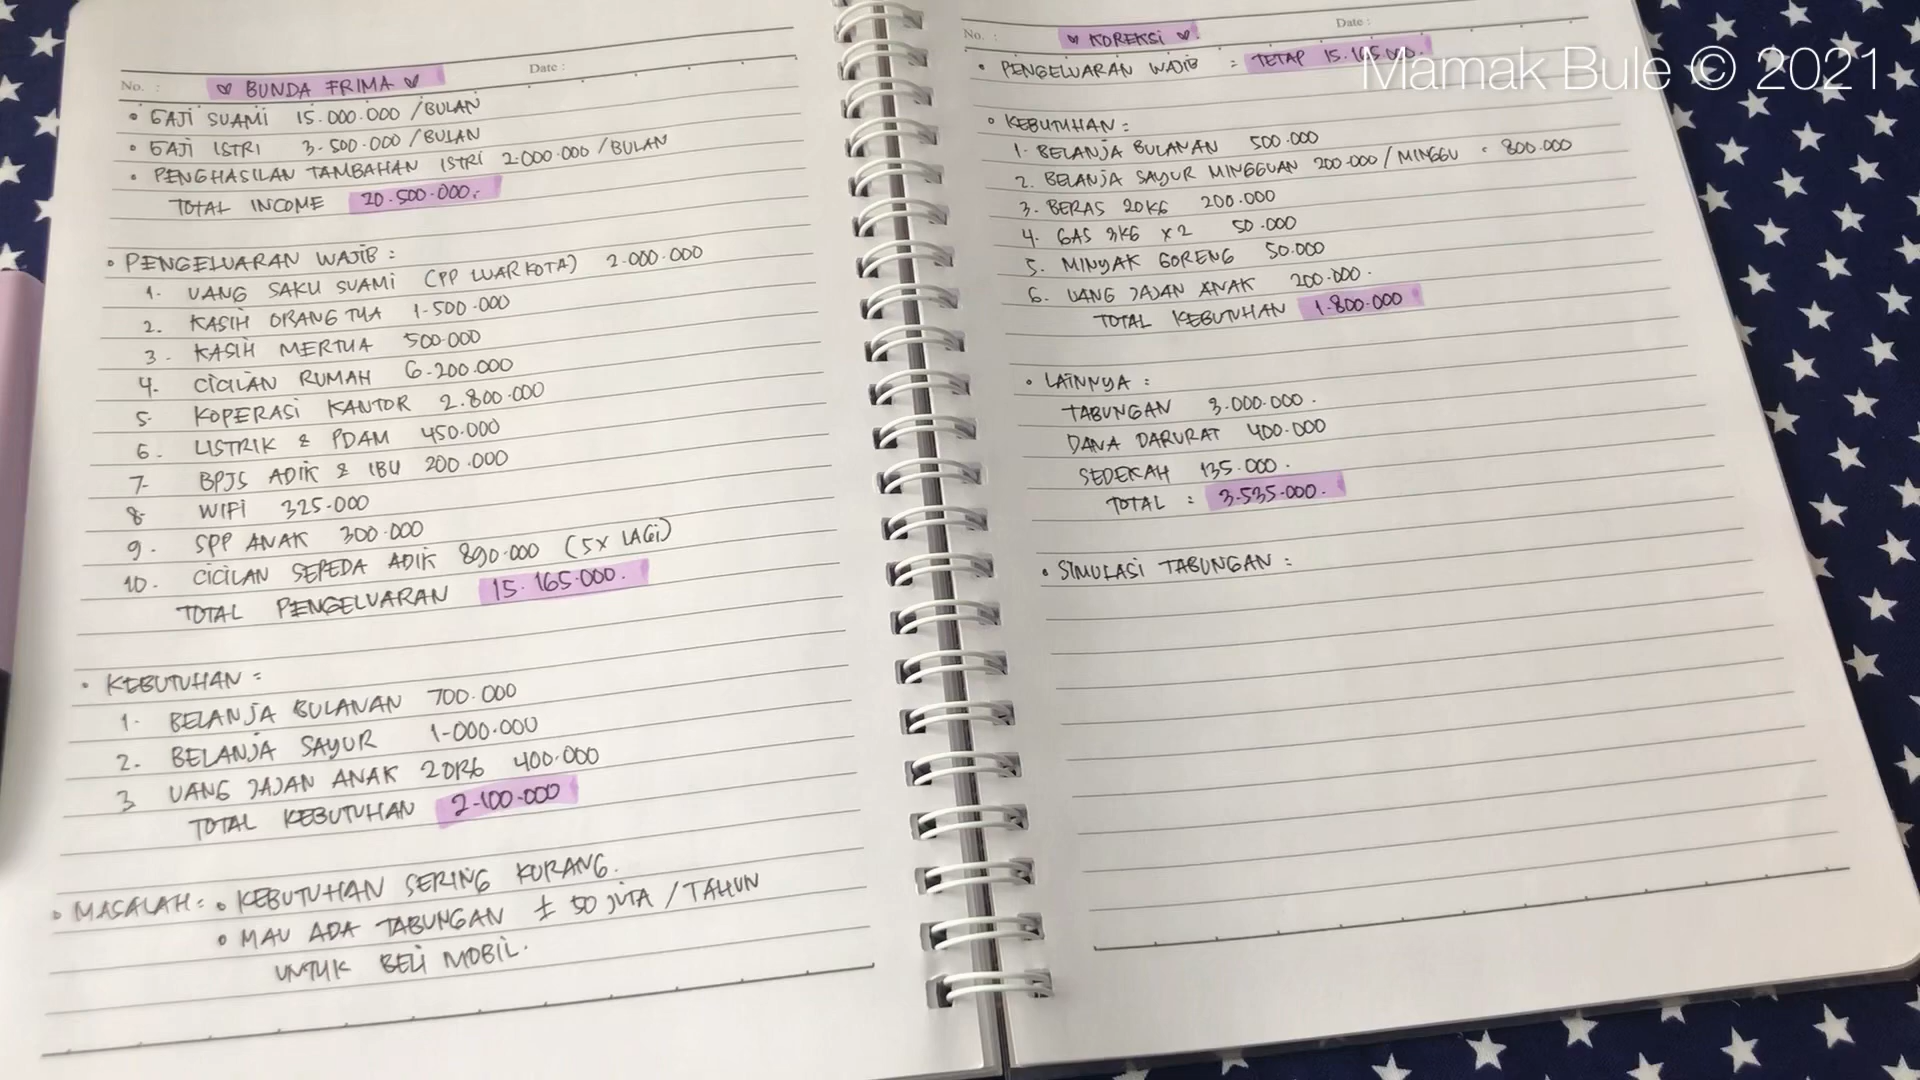 No. :
Date :
♡ BUNDA FRIMA ♡
• GAJI SUAMI 15.000.000 /BULAN
• GAJI ISTRI 3.500.000 /BULAN
• PENGHASILAN TAMBAHAN ISTRI 2.000.000 /BULAN
TOTAL INCOME 20.500.000,-
• PENGELUARAN WAJIB :
1. UANG SAKU SUAMI (PP LUAR KOTA) 2.000.000
2. KASIH ORANG TUA 1.500.000
3. KASIH MERTUA 500.000
4. CICILAN RUMAH 6.200.000
5. KOPERASI KANTOR 2.800.000
6. LISTRIK & PDAM 450.000
7. BPJS ADIK & IBU 200.000
8. WIFI 325.000
9. SPP ANAK 300.000
10. CICILAN SEPEDA ADIK 890.000 (5X LAGI)
TOTAL PENGELUARAN 15.165.000.
• KEBUTUHAN =
1. BELANJA BULANAN 700.000
2. BELANJA SAYUR 1.000.000
3 UANG JAJAN ANAK 2 ORG 400.000
TOTAL KEBUTUHAN 2.100.000
• MASALAH = • KEBUTUHAN SERING KURANG.
• MAU ADA TABUNGAN ± 50 JUTA / TAHUN
UNTUK BELI MOBIL.
No. :
Date :
♡ KOREKSI ♡
• PENGELUARAN WAJIB = TETAP 15.165.000.
Mamak Bule © 2021
• KEBUTUHAN =
1. BELANJA BULANAN 500.000
2. BELANJA SAYUR MINGGUAN 200.000 / MINGGU = 800.000
3. BERAS 20KG 200.000
4. GAS 3KG x 2 50.000
5. MINYAK GORENG 50.000
6. UANG JAJAN ANAK 200.000.
TOTAL KEBUTUHAN 1.800.000
• LAINNYA :
TABUNGAN 3.000.000.
DANA DARURAT 400.000
SEDEKAH 135.000.
TOTAL : 3.535.000.
• SIMULASI TABUNGAN :